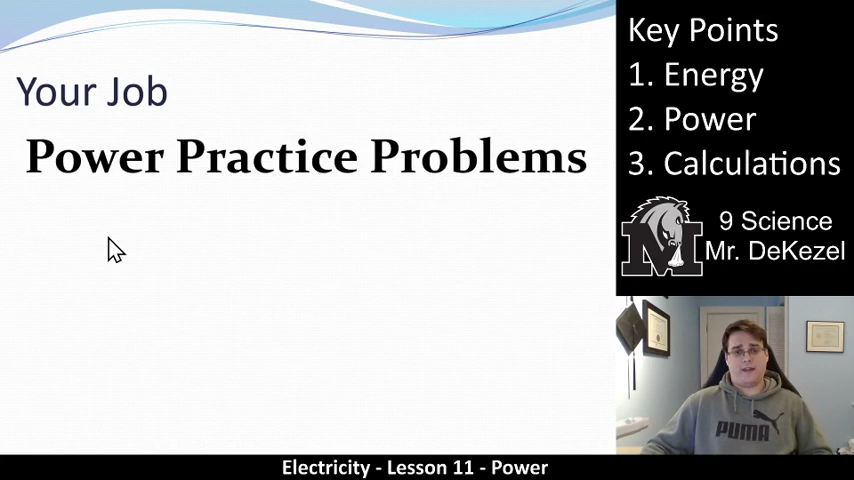 Your Job
Power Practice Problems
Key Points
1. Energy
2. Power
3. Calculations
M
9 Science
Mr. DeKezel
PUMA
Electricity - Lesson 11 - Power